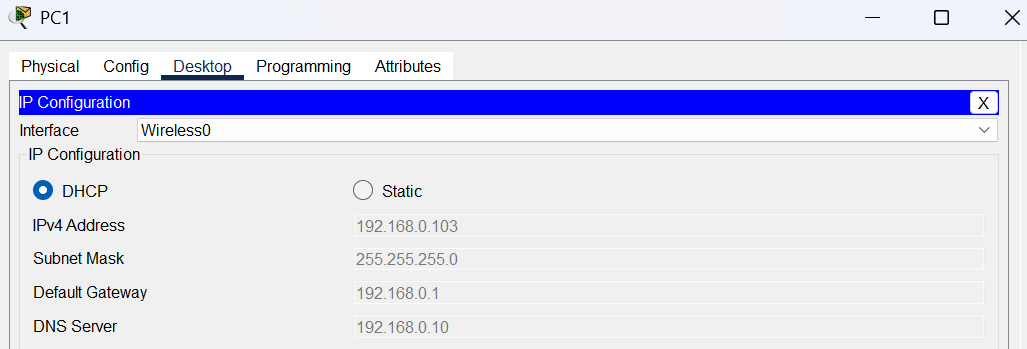 PC1
Physical Config Desktop Programming Attributes
IP Configuration X
Interface Wireless0
IP Configuration
DHCP Static
IPv4 Address 192.168.0.103
Subnet Mask 255.255.255.0
Default Gateway 192.168.0.1
DNS Server 192.168.0.10